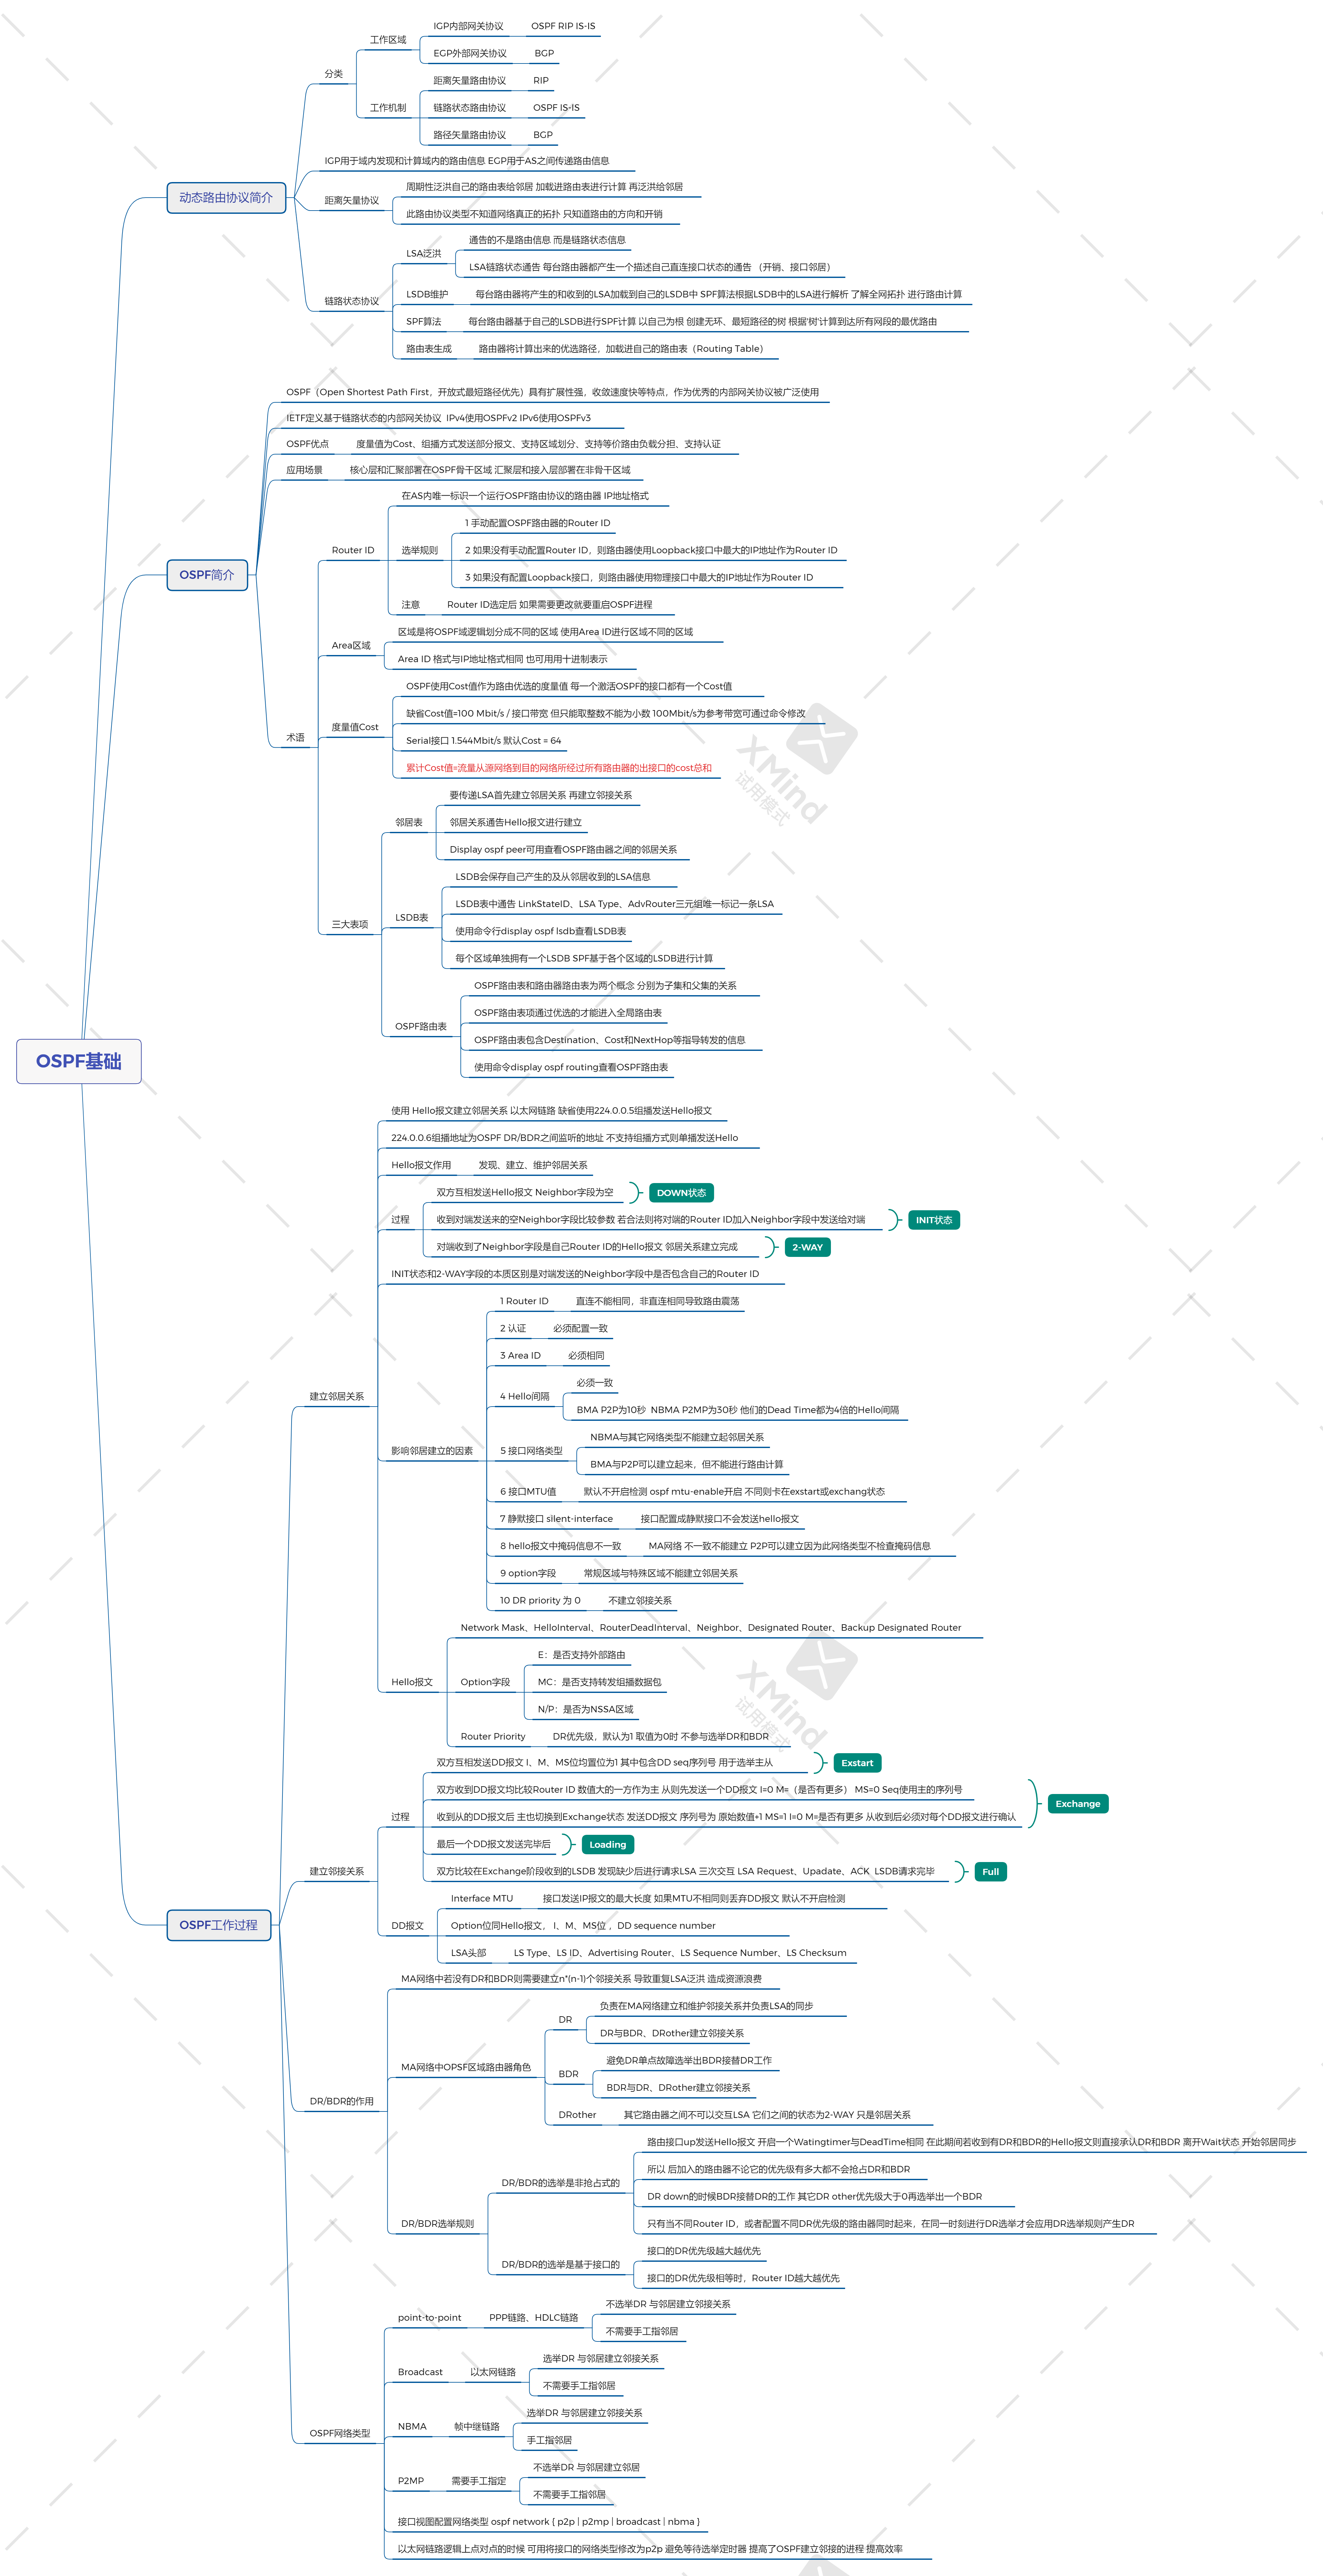 OSPF基础
动态路由协议简介
分类
工作区域
IGP内部网关协议
OSPF RIP IS-IS
EGP外部网关协议
BGP
工作机制
距离矢量路由协议
RIP
链路状态路由协议
OSPF IS-IS
路径矢量路由协议
BGP
IGP用于域内发现和计算域内的路由信息 EGP用于AS之间传递路由信息
距离矢量协议
周期性泛洪自己的路由表给邻居 加载进路由表进行计算 再泛洪给邻居
此路由协议类型不知道网络真正的拓扑 只知道路由的方向和开销
链路状态协议
LSA泛洪
通告的不是路由信息 而是链路状态信息
LSA链路状态通告 每台路由器都产生一个描述自己直连接口状态的通告 （开销、接口邻居）
LSDB维护
每台路由器将产生的和收到的LSA加载到自己的LSDB中 SPF算法根据LSDB中的LSA进行解析 了解全网拓扑 进行路由计算
SPF算法
每台路由器基于自己的LSDB进行SPF计算 以自己为根 创建无环、最短路径的树 根据'树'计算到达所有网段的最优路由
路由表生成
路由器将计算出来的优选路径，加载进自己的路由表（Routing Table）
OSPF简介
OSPF（Open Shortest Path First，开放式最短路径优先）具有扩展性强，收敛速度快等特点，作为优秀的内部网关协议被广泛使用
IETF定义基于链路状态的内部网关协议 IPv4使用OSPFv2 IPv6使用OSPFv3
OSPF优点
度量值为Cost、组播方式发送部分报文、支持区域划分、支持等价路由负载分担、支持认证
应用场景
核心层和汇聚部署在OSPF骨干区域 汇聚层和接入层部署在非骨干区域
术语
Router ID
在AS内唯一标识一个运行OSPF路由协议的路由器 IP地址格式
选举规则
1 手动配置OSPF路由器的Router ID
2 如果没有手动配置Router ID，则路由器使用Loopback接口中最大的IP地址作为Router ID
3 如果没有配置Loopback接口，则路由器使用物理接口中最大的IP地址作为Router ID
注意
Router ID选定后 如果需要更改就要重启OSPF进程
Area区域
区域是将OSPF域逻辑划分成不同的区域 使用Area ID进行区域不同的区域
Area ID 格式与IP地址格式相同 也可用用十进制表示
度量值Cost
OSPF使用Cost值作为路由优选的度量值 每一个激活OSPF的接口都有一个Cost值
缺省Cost值=100 Mbit/s / 接口带宽 但只能取整数不能为小数 100Mbit/s为参考带宽可通过命令修改
Serial接口 1.544Mbit/s 默认Cost = 64
累计Cost值=流量从源网络到目的网络所经过所有路由器的出接口的cost总和
三大表项
邻居表
要传递LSA首先建立邻居关系 再建立邻接关系
邻居关系通告Hello报文进行建立
Display ospf peer可用查看OSPF路由器之间的邻居关系
LSDB表
LSDB会保存自己产生的及从邻居收到的LSA信息
LSDB表中通告 LinkStateID、LSA Type、AdvRouter三元组唯一标记一条LSA
使用命令行display ospf lsdb查看LSDB表
每个区域单独拥有一个LSDB SPF基于各个区域的LSDB进行计算
OSPF路由表
OSPF路由表和路由器路由表为两个概念 分别为子集和父集的关系
OSPF路由表项通过优选的才能进入全局路由表
OSPF路由表包含Destination、Cost和NextHop等指导转发的信息
使用命令display ospf routing查看OSPF路由表
OSPF工作过程
建立邻居关系
使用 Hello报文建立邻居关系 以太网链路 缺省使用224.0.0.5组播发送Hello报文
224.0.0.6组播地址为OSPF DR/BDR之间监听的地址 不支持组播方式则单播发送Hello
Hello报文作用
发现、建立、维护邻居关系
过程
双方互相发送Hello报文 Neighbor字段为空
DOWN状态
收到对端发送来的空Neighbor字段比较参数 若合法则将对端的Router ID加入Neighbor字段中发送给对端
INIT状态
对端收到了Neighbor字段是自己Router ID的Hello报文 邻居关系建立完成
2-WAY
INIT状态和2-WAY字段的本质区别是对端发送的Neighbor字段中是否包含自己的Router ID
影响邻居建立的因素
1 Router ID
直连不能相同，非直连相同导致路由震荡
2 认证
必须配置一致
3 Area ID
必须相同
4 Hello间隔
必须一致
BMA P2P为10秒 NBMA P2MP为30秒 他们的Dead Time都为4倍的Hello间隔
5 接口网络类型
NBMA与其它网络类型不能建立起邻居关系
BMA与P2P可以建立起来，但不能进行路由计算
6 接口MTU值
默认不开启检测 ospf mtu-enable开启 不同则卡在exstart或exchang状态
7 静默接口 silent-interface
接口配置成静默接口不会发送hello报文
8 hello报文中掩码信息不一致
MA网络 不一致不能建立 P2P可以建立因为此网络类型不检查掩码信息
9 option字段
常规区域与特殊区域不能建立邻居关系
10 DR priority 为 0
不建立邻接关系
Hello报文
Network Mask、HelloInterval、RouterDeadInterval、Neighbor、Designated Router、Backup Designated Router
Option字段
E：是否支持外部路由
MC：是否支持转发组播数据包
N/P：是否为NSSA区域
Router Priority
DR优先级，默认为1 取值为0时 不参与选举DR和BDR
建立邻接关系
过程
双方互相发送DD报文 I、M、MS位均置位为1 其中包含DD seq序列号 用于选举主从
Exstart
双方收到DD报文均比较Router ID 数值大的一方作为主 从则先发送一个DD报文 I=0 M=（是否有更多） MS=0 Seq使用主的序列号
收到从的DD报文后 主也切换到Exchange状态 发送DD报文 序列号为 原始数值+1 MS=1 I=0 M=是否有更多 从收到后必须对每个DD报文进行确认
Exchange
最后一个DD报文发送完毕后
Loading
双方比较在Exchange阶段收到的LSDB 发现缺少后进行请求LSA 三次交互 LSA Request、Upadate、ACK LSDB请求完毕
Full
DD报文
Interface MTU
接口发送IP报文的最大长度 如果MTU不相同则丢弃DD报文 默认不开启检测
Option位同Hello报文， I、M、MS位 ，DD sequence number
LSA头部
LS Type、LS ID、Advertising Router、LS Sequence Number、LS Checksum
DR/BDR的作用
MA网络中若没有DR和BDR则需要建立n*(n-1)个邻接关系 导致重复LSA泛洪 造成资源浪费
MA网络中OPSF区域路由器角色
DR
负责在MA网络建立和维护邻接关系并负责LSA的同步
DR与BDR、DRother建立邻接关系
BDR
避免DR单点故障选举出BDR接替DR工作
BDR与DR、DRother建立邻接关系
DRother
其它路由器之间不可以交互LSA 它们之间的状态为2-WAY 只是邻居关系
DR/BDR选举规则
DR/BDR的选举是非抢占式的
路由接口up发送Hello报文 开启一个Watingtimer与DeadTime相同 在此期间若收到有DR和BDR的Hello报文则直接承认DR和BDR 离开Wait状态 开始邻居同步
所以 后加入的路由器不论它的优先级有多大都不会抢占DR和BDR
DR down的时候BDR接替DR的工作 其它DR other优先级大于0再选举出一个BDR
只有当不同Router ID，或者配置不同DR优先级的路由器同时起来，在同一时刻进行DR选举才会应用DR选举规则产生DR
DR/BDR的选举是基于接口的
接口的DR优先级越大越优先
接口的DR优先级相等时，Router ID越大越优先
OSPF网络类型
point-to-point
PPP链路、HDLC链路
不选举DR 与邻居建立邻接关系
不需要手工指邻居
Broadcast
以太网链路
选举DR 与邻居建立邻接关系
不需要手工指邻居
NBMA
帧中继链路
选举DR 与邻居建立邻接关系
手工指邻居
P2MP
需要手工指定
不选举DR 与邻居建立邻居
不需要手工指邻居
接口视图配置网络类型 ospf network { p2p | p2mp | broadcast | nbma }
以太网链路逻辑上点对点的时候 可用将接口的网络类型修改为p2p 避免等待选举定时器 提高了OSPF建立邻接的进程 提高效率
XMind
试用模式
XMind
试用模式